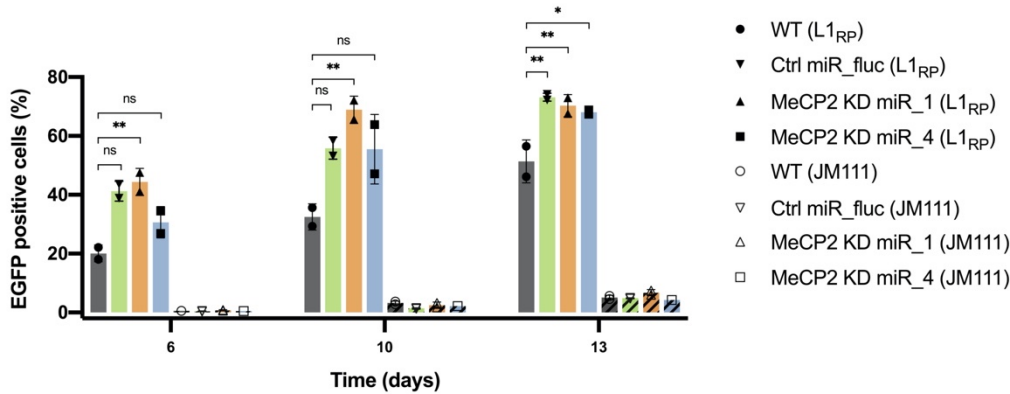 EGFP positive cells (%)
80
60
40
20
0
ns
**
ns
ns
**
ns
*
**
**
6
10
13
Time (days)
WT (L1RP)
Ctrl miR_fluc (L1RP)
MeCP2 KD miR_1 (L1RP)
MeCP2 KD miR_4 (L1RP)
WT (JM111)
Ctrl miR_fluc (JM111)
MeCP2 KD miR_1 (JM111)
MeCP2 KD miR_4 (JM111)